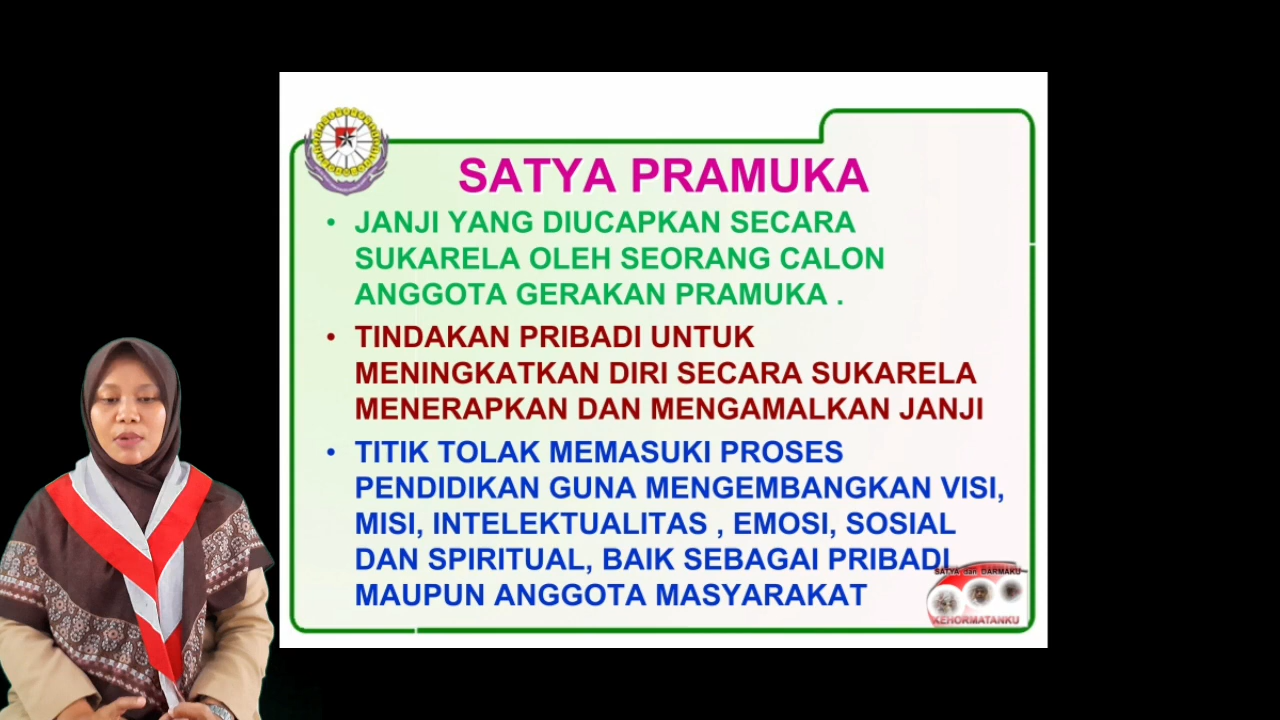 SATYA PRAMUKA
• JANJI YANG DIUCAPKAN SECARA
SUKARELA OLEH SEORANG CALON
ANGGOTA GERAKAN PRAMUKA .
• TINDAKAN PRIBADI UNTUK
MENINGKATKAN DIRI SECARA SUKARELA
MENERAPKAN DAN MENGAMALKAN JANJI
• TITIK TOLAK MEMASUKI PROSES
PENDIDIKAN GUNA MENGEMBANGKAN VISI,
MISI, INTELEKTUALITAS , EMOSI, SOSIAL
DAN SPIRITUAL, BAIK SEBAGAI PRIBADI
MAUPUN ANGGOTA MASYARAKAT
SATYA dan DARMAKU
KEHORMATANKU